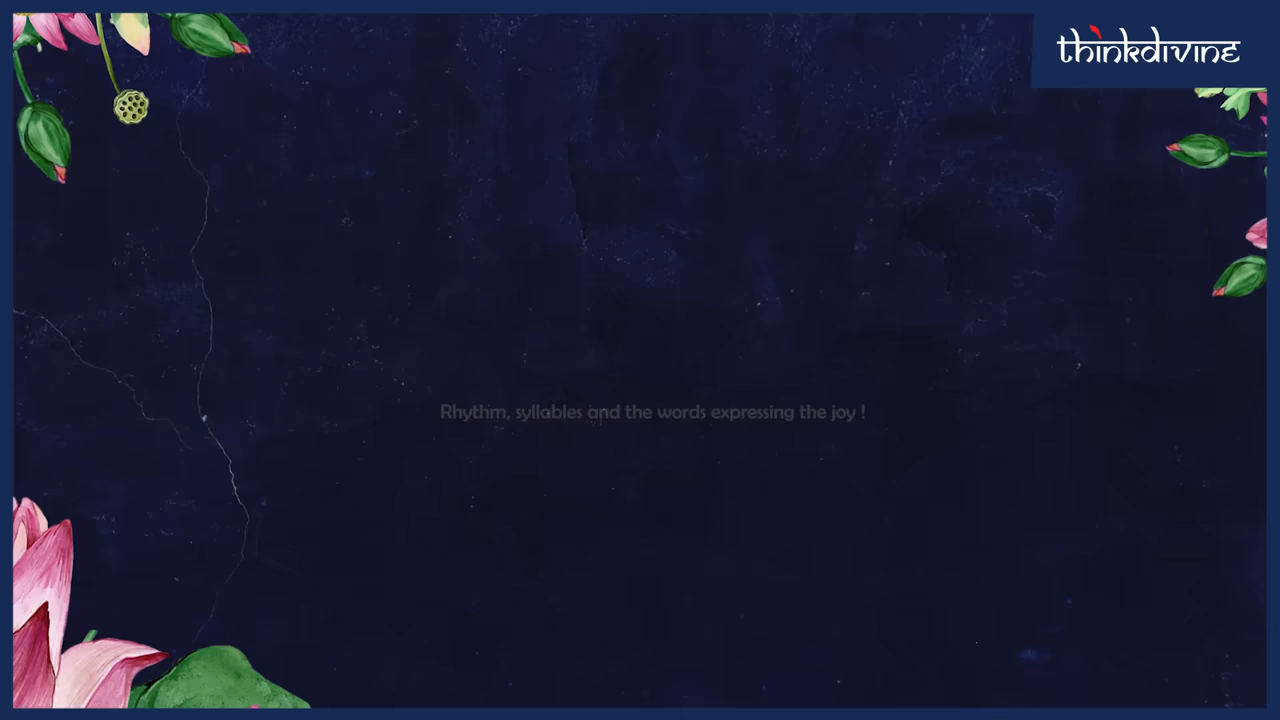 thinkdivine
Rhythm, syllables and the words expressing the joy !